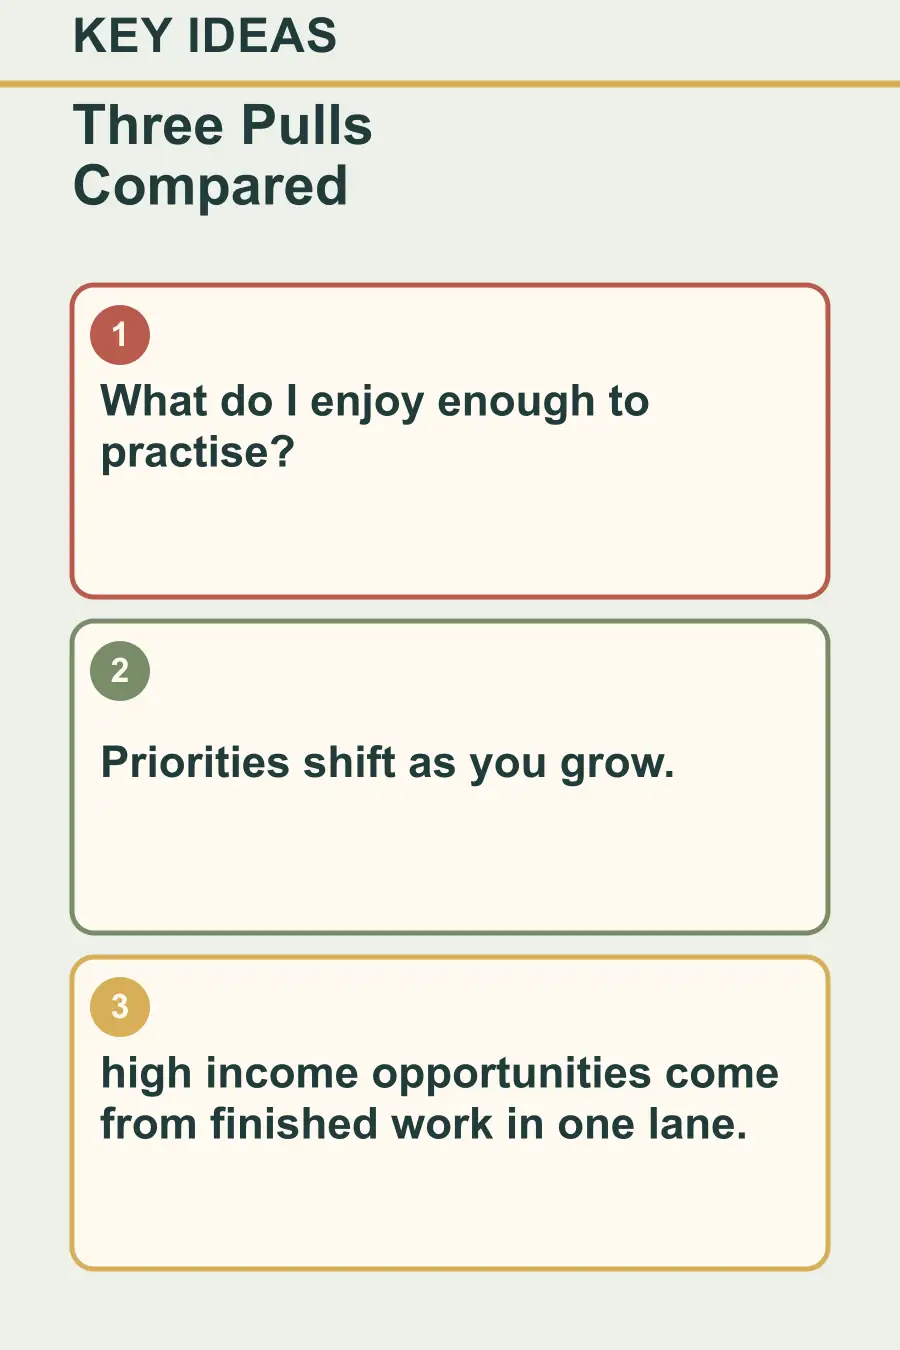 KEY IDEAS
Three Pulls
Compared
1
What do I enjoy enough to
practise?
2
Priorities shift as you grow.
3
high income opportunities come
from finished work in one lane.